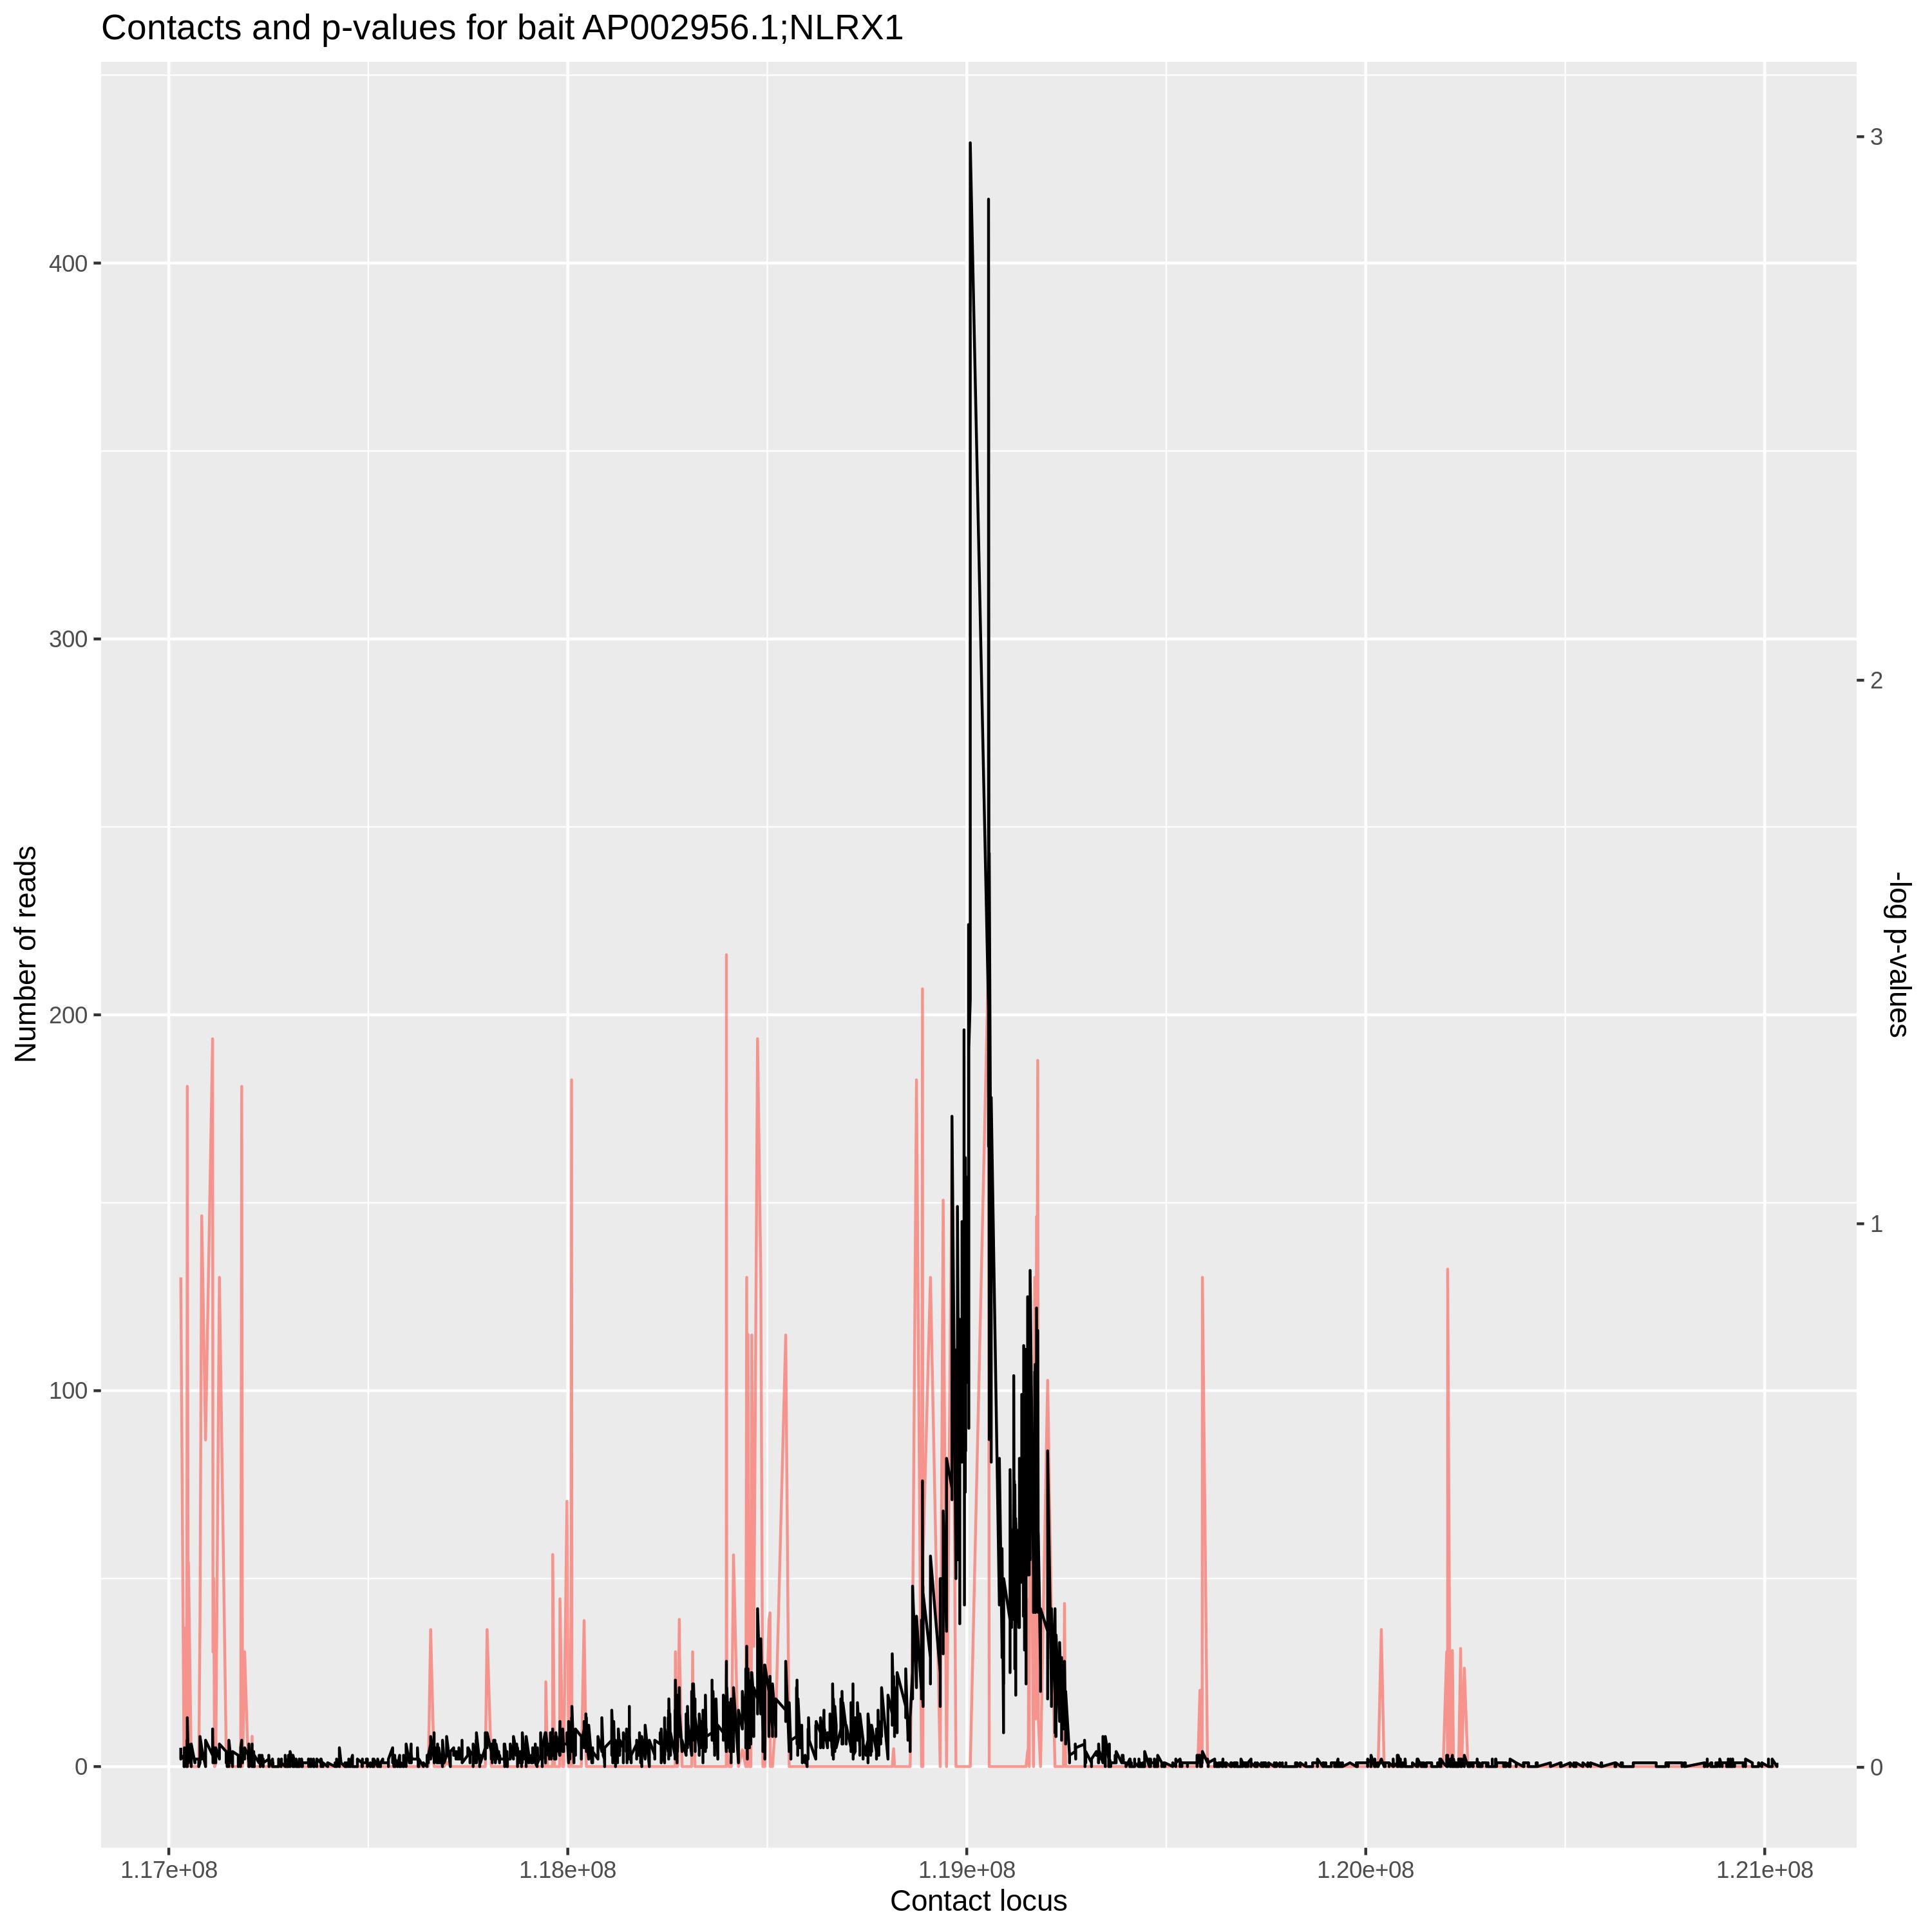 Contacts and p-values for bait AP002956.1;NLRX1
Number of reads
400
300
200
100
0
3
2
1
0
-log p-values
1.17e+08
1.18e+08
1.19e+08
1.20e+08
1.21e+08
Contact locus